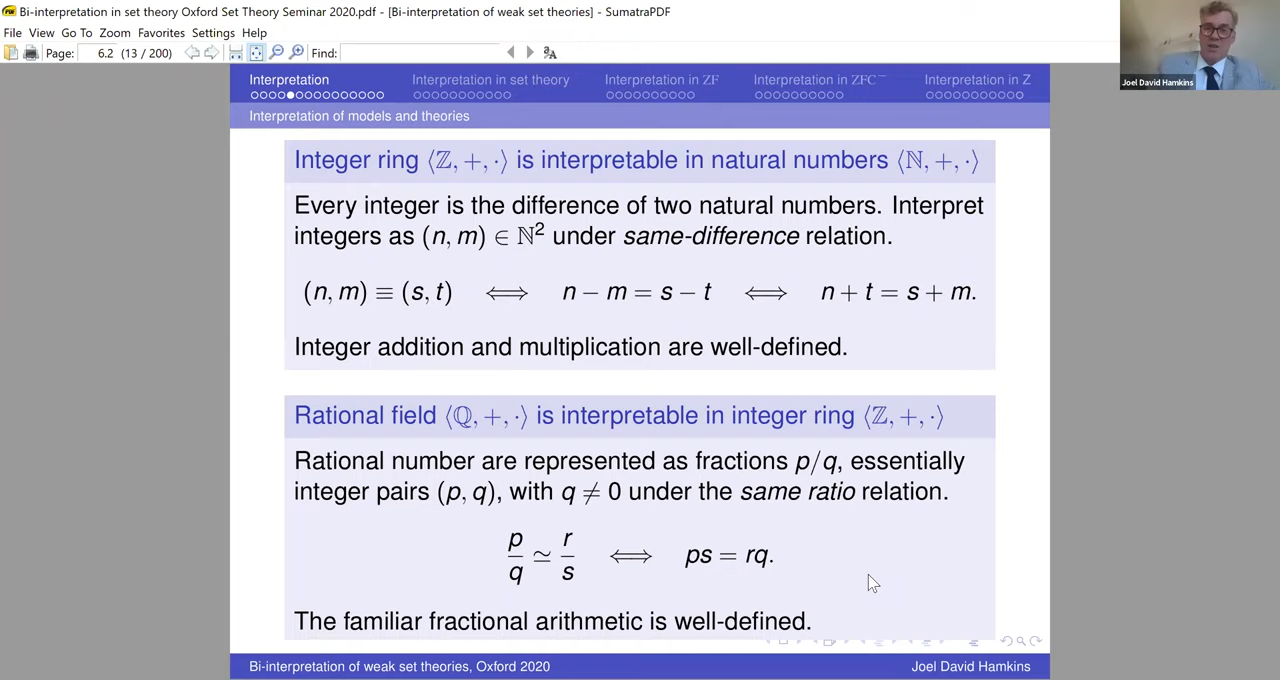 Bi-interpretation in set theory Oxford Set Theory Seminar 2020.pdf - [Bi-interpretation of weak set theories] - SumatraPDF
File View Go To Zoom Favorites Settings Help
Page: 6.2 (13 / 200) Find:
Joel David Hamkins
Interpretation Interpretation in set theory Interpretation in ZF Interpretation in ZFC⁻ Interpretation in Z
Interpretation of models and theories
Integer ring ⟨ℤ, +, ·⟩ is interpretable in natural numbers ⟨ℕ, +, ·⟩
Every integer is the difference of two natural numbers. Interpret
integers as (n, m) ∈ ℕ² under same-difference relation.
(n, m) ≡ (s, t) ⟺ n − m = s − t ⟺ n + t = s + m.
Integer addition and multiplication are well-defined.
Rational field ⟨ℚ, +, ·⟩ is interpretable in integer ring ⟨ℤ, +, ·⟩
Rational number are represented as fractions p/q, essentially
integer pairs (p, q), with q ≠ 0 under the same ratio relation.
p/q ≃ r/s ⟺ ps = rq.
The familiar fractional arithmetic is well-defined.
Bi-interpretation of weak set theories, Oxford 2020 Joel David Hamkins